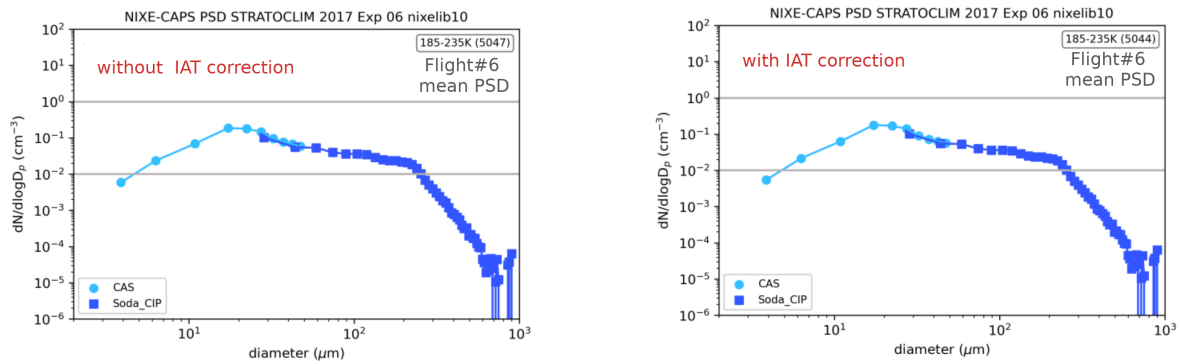 NIXE-CAPS PSD STRATOCLIM 2017 Exp 06 nixelib10
185-235K (5047)
without IAT correction
Flight#6
mean PSD
dN/dlogD_p (cm⁻³)
10²
10¹
10⁰
10⁻¹
10⁻²
10⁻³
10⁻⁴
10⁻⁵
10⁻⁶
CAS
Soda_CIP
10¹
10²
10³
diameter (μm)
NIXE-CAPS PSD STRATOCLIM 2017 Exp 06 nixelib10
185-235K (5044)
with IAT correction
Flight#6
mean PSD
dN/dlogD_p (cm⁻³)
10²
10¹
10⁰
10⁻¹
10⁻²
10⁻³
10⁻⁴
10⁻⁵
10⁻⁶
CAS
Soda_CIP
10¹
10²
10³
diameter (μm)